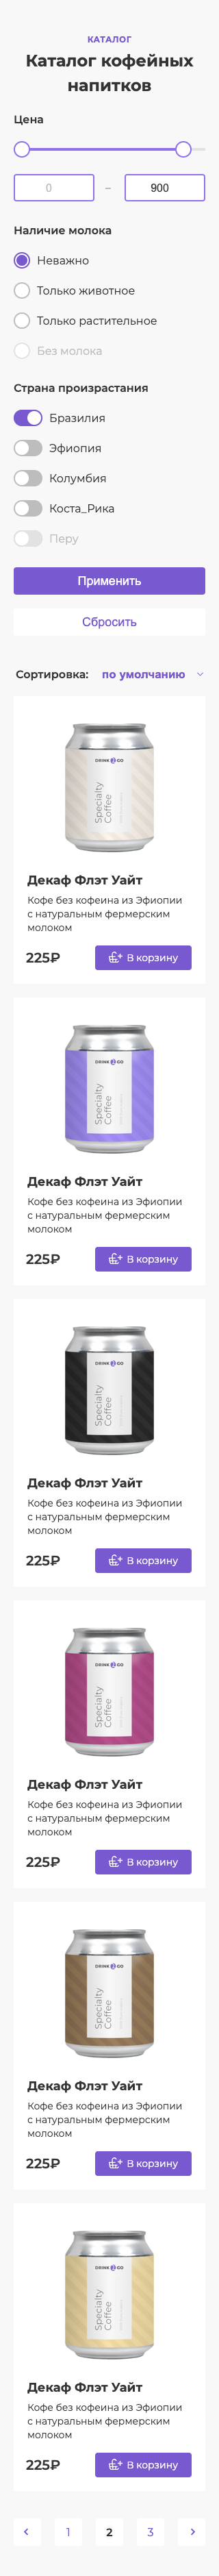 КАТАЛОГ
Каталог кофейных
напитков
Цена
0
–
900
Наличие молока
Неважно
Только животное
Только растительное
Без молока
Страна произрастания
Бразилия
Эфиопия
Колумбия
Коста_Рика
Перу
Применить
Сбросить
Сортировка: по умолчанию
DRINK 2 GO
Specialty
Coffee
Декаф Флэт Уайт
Кофе без кофеина из Эфиопии
с натуральным фермерским
молоком
225₽ В корзину
DRINK 2 GO
Specialty
Coffee
Декаф Флэт Уайт
Кофе без кофеина из Эфиопии
с натуральным фермерским
молоком
225₽ В корзину
DRINK 2 GO
Specialty
Coffee
Декаф Флэт Уайт
Кофе без кофеина из Эфиопии
с натуральным фермерским
молоком
225₽ В корзину
DRINK 2 GO
Specialty
Coffee
Декаф Флэт Уайт
Кофе без кофеина из Эфиопии
с натуральным фермерским
молоком
225₽ В корзину
DRINK 2 GO
Specialty
Coffee
Декаф Флэт Уайт
Кофе без кофеина из Эфиопии
с натуральным фермерским
молоком
225₽ В корзину
DRINK 2 GO
Specialty
Coffee
Декаф Флэт Уайт
Кофе без кофеина из Эфиопии
с натуральным фермерским
молоком
225₽ В корзину
1 2 3